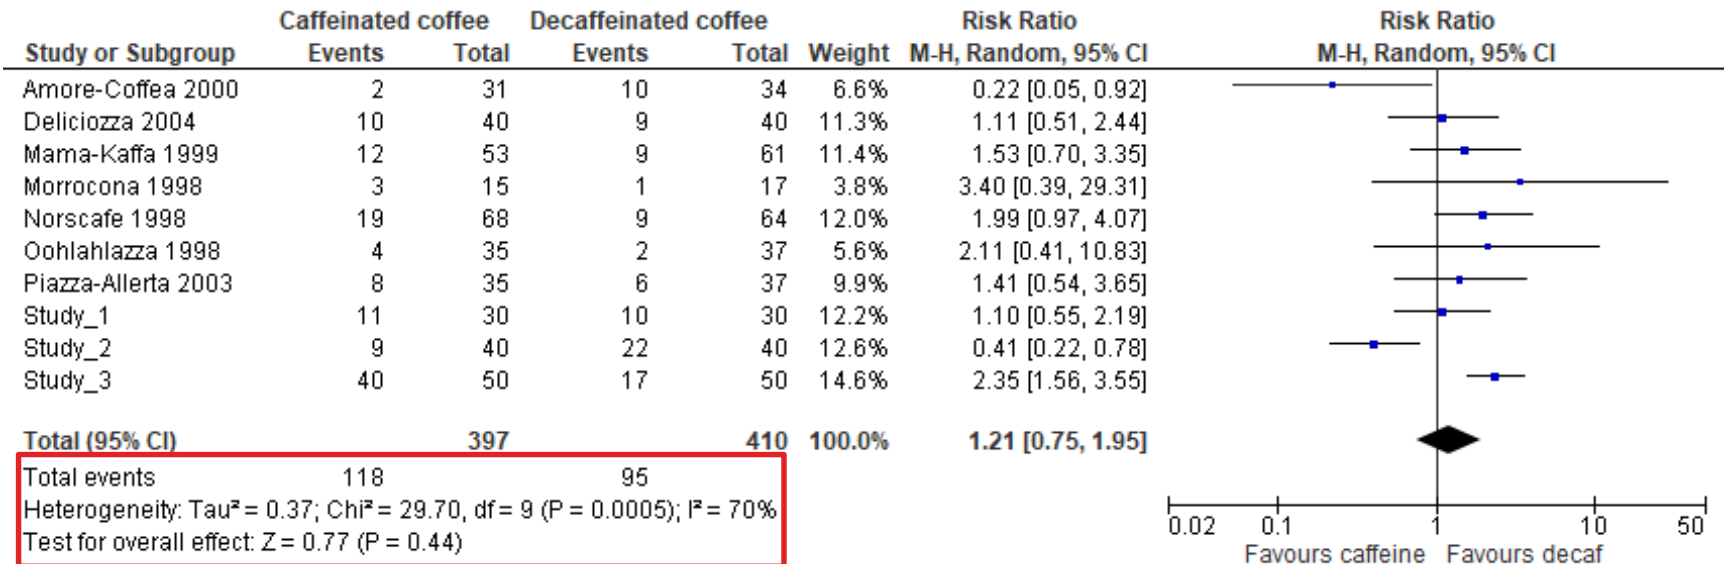 Caffeinated coffee Decaffeinated coffee Risk Ratio Risk Ratio
Study or Subgroup Events Total Events Total Weight M-H, Random, 95% CI M-H, Random, 95% CI
Amore-Coffea 2000 2 31 10 34 6.6% 0.22 [0.05, 0.92]
Deliciozza 2004 10 40 9 40 11.3% 1.11 [0.51, 2.44]
Mama-Kaffa 1999 12 53 9 61 11.4% 1.53 [0.70, 3.35]
Morrocona 1998 3 15 1 17 3.8% 3.40 [0.39, 29.31]
Norscafe 1998 19 68 9 64 12.0% 1.99 [0.97, 4.07]
Oohlahlazza 1998 4 35 2 37 5.6% 2.11 [0.41, 10.83]
Piazza-Allerta 2003 8 35 6 37 9.9% 1.41 [0.54, 3.65]
Study_1 11 30 10 30 12.2% 1.10 [0.55, 2.19]
Study_2 9 40 22 40 12.6% 0.41 [0.22, 0.78]
Study_3 40 50 17 50 14.6% 2.35 [1.56, 3.55]
Total (95% CI) 397 410 100.0% 1.21 [0.75, 1.95]
Total events 118 95
Heterogeneity: Tau² = 0.37; Chi² = 29.70, df = 9 (P = 0.0005); I² = 70%
Test for overall effect: Z = 0.77 (P = 0.44)
0.02 0.1 1 10 50
Favours caffeine Favours decaf